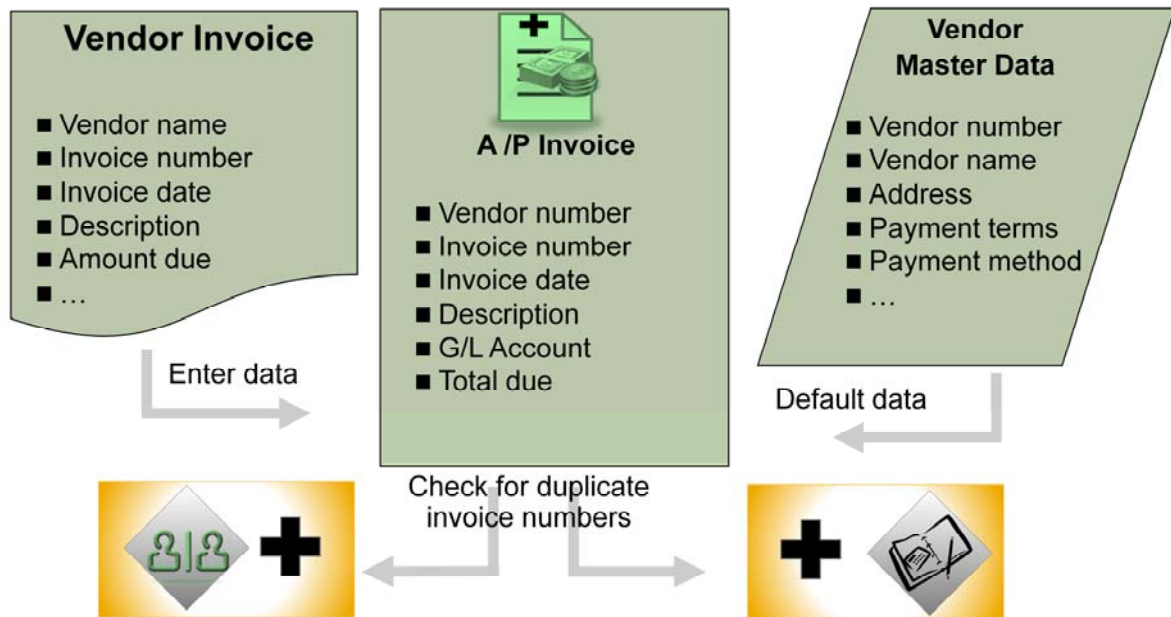 Vendor Invoice
■ Vendor name
■ Invoice number
■ Invoice date
■ Description
■ Amount due
■ …
A /P Invoice
■ Vendor number
■ Invoice number
■ Invoice date
■ Description
■ G/L Account
■ Total due
Vendor
Master Data
■ Vendor number
■ Vendor name
■ Address
■ Payment terms
■ Payment method
■ …
Enter data
Default data
Check for duplicate
invoice numbers